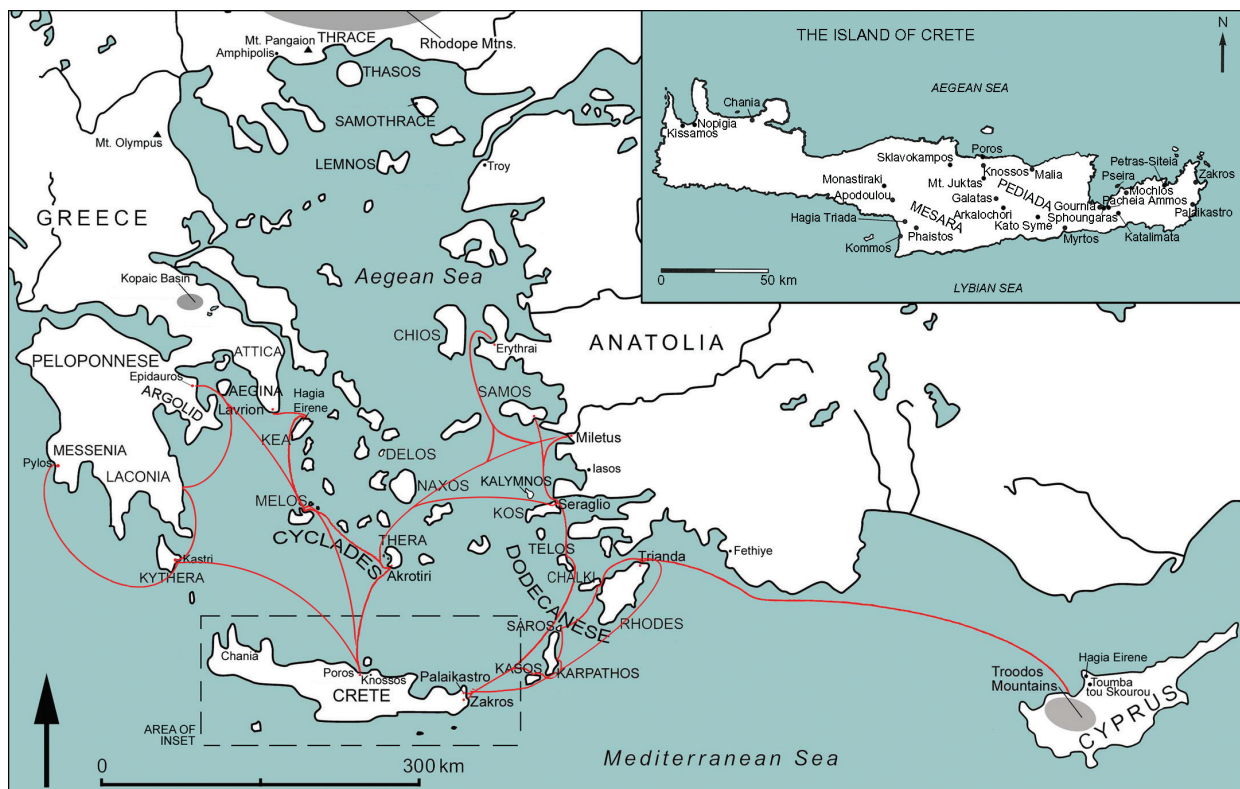 Mt. Pangaion
THRACE
Rhodope Mtns.
Amphipolis
THASOS
SAMOTHRACE
Mt. Olympus
LEMNOS
Troy
GREECE
Aegean Sea
Kopaic Basin
CHIOS
Erythrai
ANATOLIA
PELOPONNESE
ATTICA
Epidauros
ARGOLID
AEGINA
Lavrion
Hagia
Eirene
SAMOS
KEA
Miletus
MESSENIA
DELOS
Pylos
Iasos
LACONIA
NAXOS
KALYMNOS
MELOS
KOS
Seraglio
CYCLADES
THERA
TELOS
Trianda
Fethiye
Kastri
KYTHERA
Akrotiri
CHALKI
DODECANESE
RHODES
SAROS
Chania
Poros
Knossos
Palaikastro
KASOS
KARPATHOS
CRETE
Zakros
Hagia Eirene
Troodos
Mountains
Toumba
tou Skourou
CYPRUS
AREA OF
INSET
Mediterranean Sea
0
300 km
THE ISLAND OF CRETE
N
AEGEAN SEA
Chania
Nopigia
Kissamos
Poros
Sklavokampos
Knossos
Malia
Petras-Siteia
Pseira
Zakros
Monastiraki
Mt. Juktas
PEDIADA
Mochlos
Apodoulou
Galatas
Gournia
Pacheia Ammos
MESARA
Arkalochori
Sphoungaras
Palaikastro
Hagia Triada
Kato Syme
Phaistos
Myrtos
Katalimata
Kommos
0
50 km
LYBIAN SEA